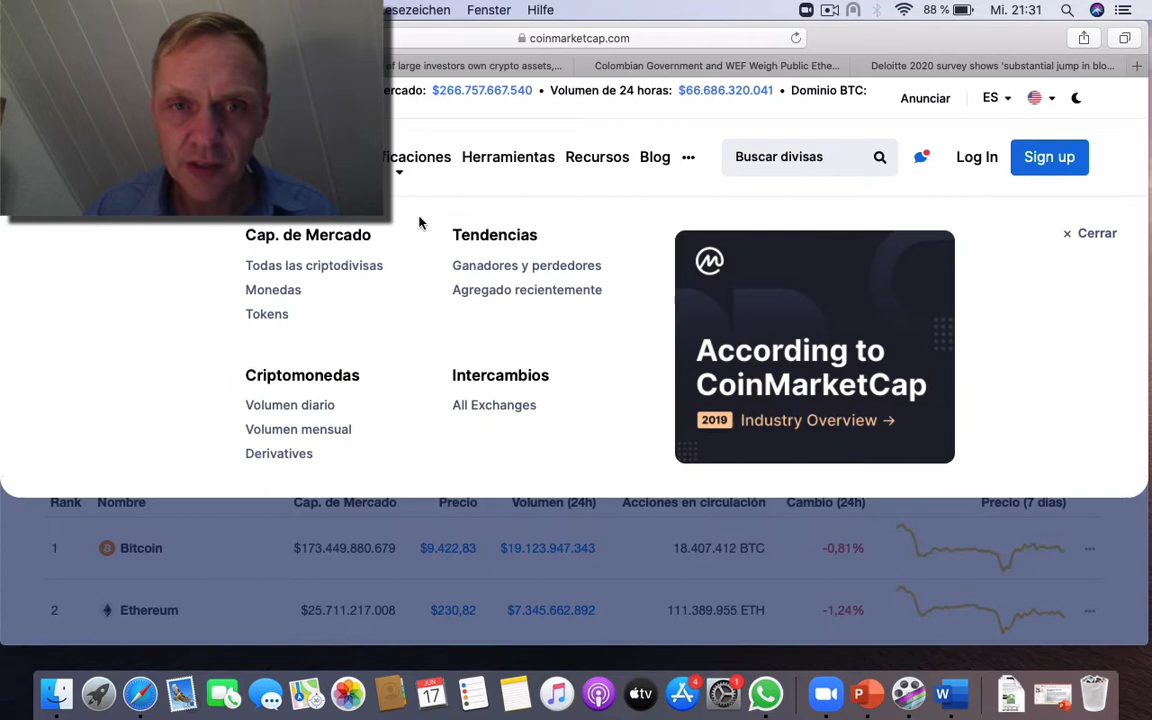 esezeichen Fenster Hilfe 88 % Mi. 21:31
coinmarketcap.com
of large investors own crypto assets,... Colombian Government and WEF Weigh Public Ethe... Deloitte 2020 survey shows 'substantial jump in blo...
ercado: $266.757.667.540 • Volumen de 24 horas: $66.686.320.041 • Dominio BTC:
Anunciar ES
ficaciones Herramientas Recursos Blog ••• Buscar divisas Log In Sign up
Cap. de Mercado Tendencias × Cerrar
Todas las criptodivisas Ganadores y perdedores
Monedas Agregado recientemente
Tokens
According to
CoinMarketCap
2019 Industry Overview →
Criptomonedas Intercambios
Volumen diario All Exchanges
Volumen mensual
Derivatives
Rank Nombre Cap. de Mercado Precio Volumen (24h) Acciones en circulación Cambio (24h) Precio (7 días)
1 Bitcoin $173.449.880.679 $9.422,83 $19.123.947.343 18.407.412 BTC -0,81% •••
2 Ethereum $25.711.217.008 $230,82 $7.345.662.892 111.389.955 ETH -1,24% •••
JUN
17
tv
4
1
P
W